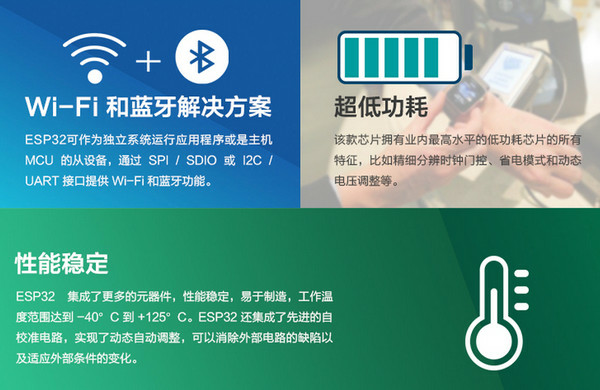 Wi-Fi 和蓝牙解决方案
ESP32可作为独立系统运行应用程序或是主机
MCU 的从设备，通过 SPI / SDIO 或 I2C /
UART 接口提供 Wi-Fi 和蓝牙功能。
超低功耗
该款芯片拥有业内最高水平的低功耗芯片的所有
特征，比如精细分辨时钟门控、省电模式和动态
电压调整等。
性能稳定
ESP32 集成了更多的元器件，性能稳定，易于制造，工作温
度范围达到 -40°C 到 +125°C。ESP32 还集成了先进的自
校准电路，实现了动态自动调整，可以消除外部电路的缺陷以
及适应外部条件的变化。